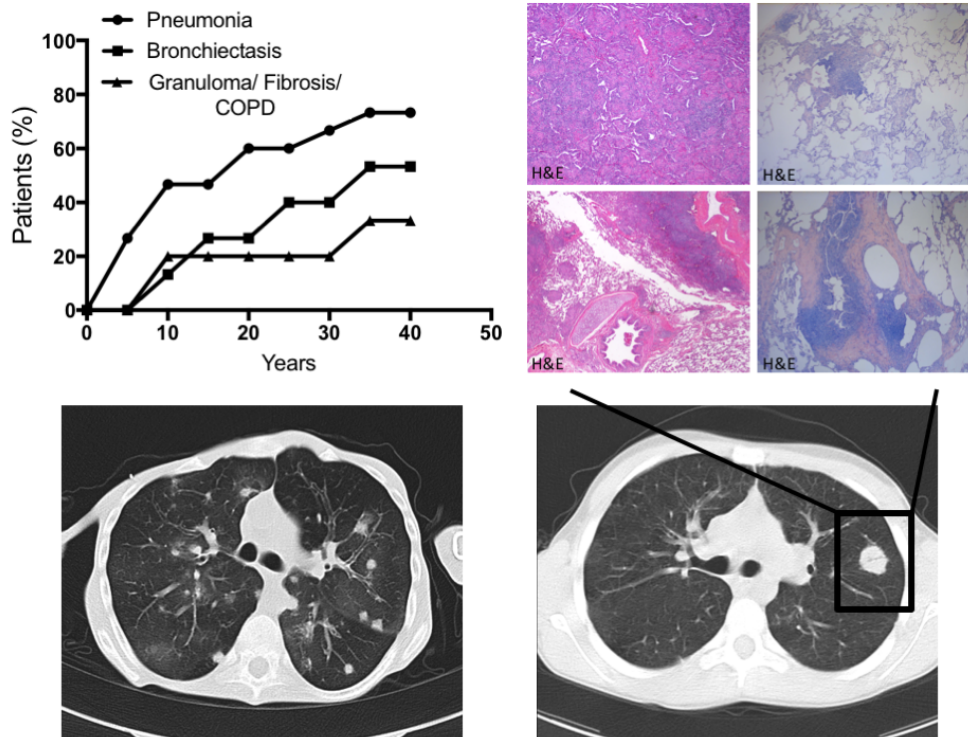 Pneumonia
Bronchiectasis
Granuloma/ Fibrosis/
COPD
Patients (%)
100
80
60
40
20
0
0
10
20
30
40
50
Years
H&E
H&E
H&E
H&E